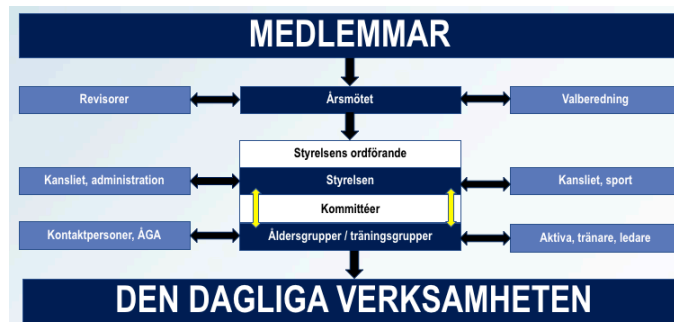 MEDLEMMAR
Revisorer
Årsmötet
Valberedning
Styrelsens ordförande
Kansliet, administration
Styrelsen
Kansliet, sport
Kommittéer
Kontaktpersoner, ÅGA
Åldersgrupper / träningsgrupper
Aktiva, tränare, ledare
DEN DAGLIGA VERKSAMHETEN